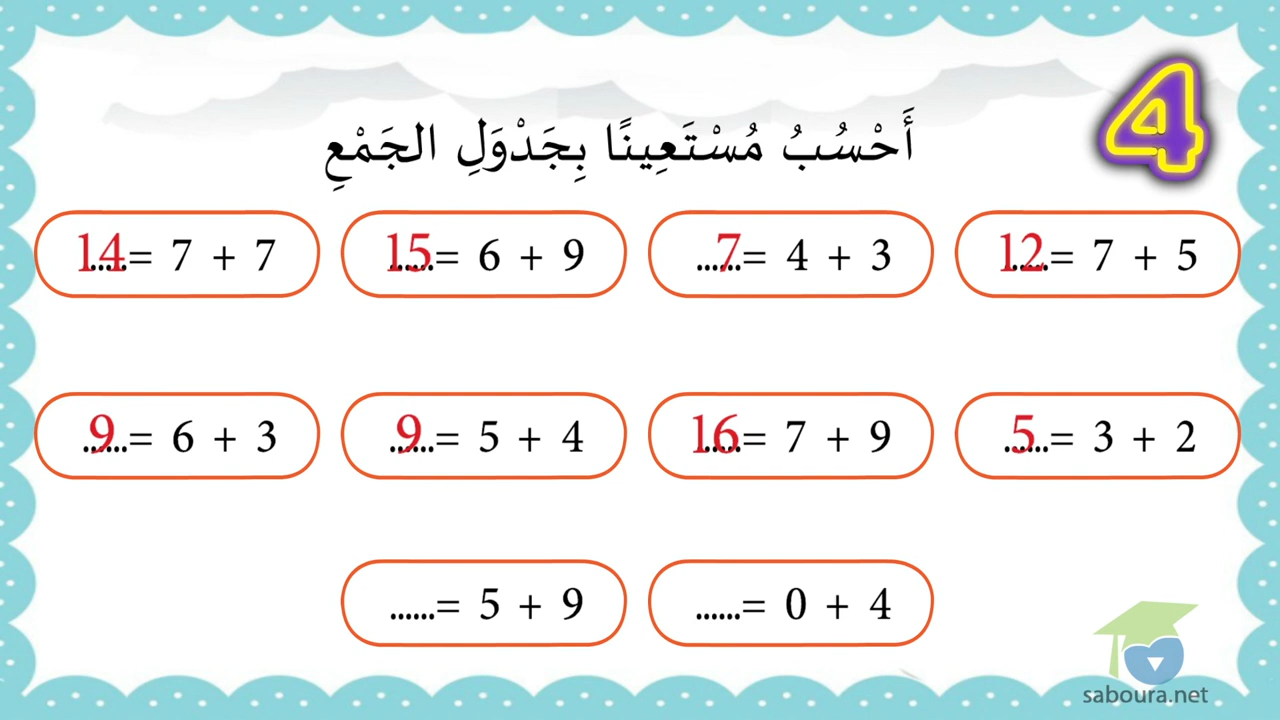 4
أَحْسُبُ مُسْتَعِينًا بِجَدْوَلِ الجَمْعِ
5 + 7 =......12
3 + 4 =......7
9 + 6 =......15
7 + 7 =......14
2 + 3 =......5
9 + 7 =......16
4 + 5 =......9
3 + 6 =......9
4 + 0 =......
9 + 5 =......
saboura.net